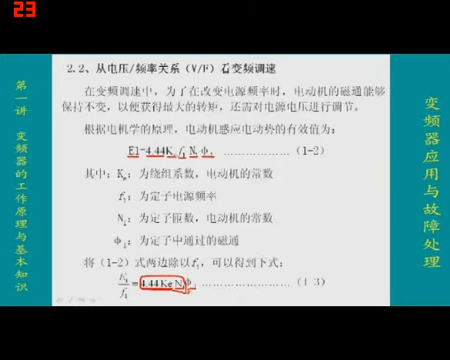 23
2.2、从电压/频率关系(V/F)看变频调速
在变频调速中，为了在改变电源频率时，电动机的磁通能够
保持不变，以便获得最大的转矩，还需对电源电压进行调节。
根据电机学的原理，电动机感应电动势的有效值为：
E1=4.44Kₑ f₁ N₁ Φ₁ ………………(1-2)
其中：Kₑ：为绕组系数，电动机的常数
f₁：为定子电源频率
N₁：为定子匝数，电动机的常数
Φ₁：为定子中通过的磁通
将(1-2)式两边除以f₁，可以得到下式：
E₁/f₁ = 4.44 Ke N₁ Φ₁ ………………(1-3)
第一讲 变频器的工作原理与基本知识
变频器应用与故障处理